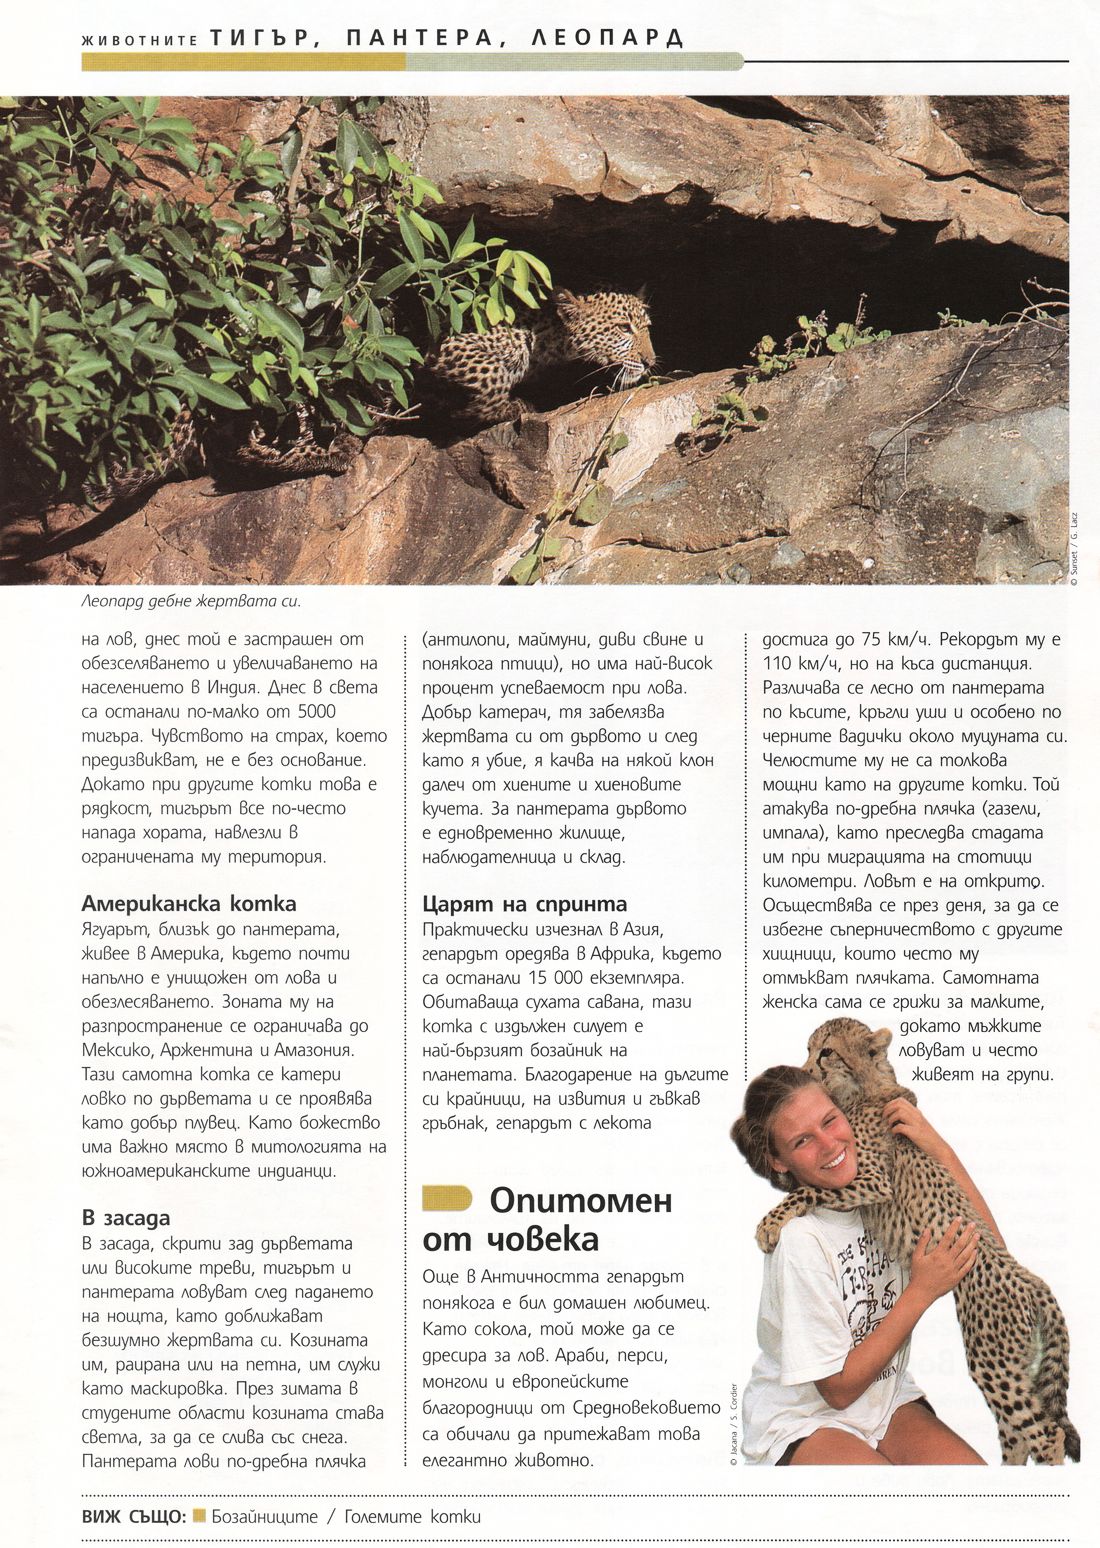 ЖИВОТНИТЕ ТИГЪР, ПАНТЕРА, ЛЕОПАРД
© Sunset / G. Lacz
Леопард дебне жертвата си.
на лов, днес той е застрашен от
обезселяването и увеличаването на
населението в Индия. Днес в света
са останали по-малко от 5000
тигъра. Чувството на страх, което
предизвикват, не е без основание.
Докато при другите котки това е
рядкост, тигърът все по-често
напада хората, навлезли в
ограничената му територия.
Американска котка
Ягуарът, близък до пантерата,
живее в Америка, където почти
напълно е унищожен от лова и
обезлесяването. Зоната му на
разпространение се ограничава до
Мексико, Аржентина и Амазония.
Тази самотна котка се катери
ловко по дърветата и се проявява
като добър плувец. Като божество
има важно място в митологията на
южноамериканските индианци.
В засада
В засада, скрити зад дърветата
или високите треви, тигърът и
пантерата ловуват след падането
на нощта, като доближават
безшумно жертвата си. Козината
им, раирана или на петна, им служи
като маскировка. През зимата в
студените области козината става
светла, за да се слива със снега.
Пантерата лови по-дребна плячка
(антилопи, маймуни, диви свине и
понякога птици), но има най-висок
процент успеваемост при лова.
Добър катерач, тя забелязва
жертвата си от дървото и след
като я убие, я качва на някой клон
далеч от хиените и хиеновите
кучета. За пантерата дървото
е едновременно жилище,
наблюдателница и склад.
Царят на спринта
Практически изчезнал в Азия,
гепардът оредява в Африка, където
са останали 15 000 екземпляра.
Обитаваща сухата савана, тази
котка с издължен силует е
най-бързият бозайник на
планетата. Благодарение на дългите
си крайници, на извития и гъвкав
гръбнак, гепардът с лекота
достига до 75 км/ч. Рекордът му е
110 км/ч, но на къса дистанция.
Различава се лесно от пантерата
по късите, кръгли уши и особено по
черните вадички около муцуната си.
Челюстите му не са толкова
мощни като на другите котки. Той
атакува по-дребна плячка (газели,
импала), като преследва стадата
им при миграцията на стотици
километри. Ловът е на открито.
Осъществява се през деня, за да се
избегне съперничеството с другите
хищници, които често му
отмъкват плячката. Самотната
женска сама се грижи за малките,
докато мъжките
ловуват и често
живеят на групи.
Опитомен
от човека
Още в Античността гепардът
понякога е бил домашен любимец.
Като сокола, той може да се
дресира за лов. Араби, перси,
монголи и европейските
благородници от Средновековието
са обичали да притежават това
елегантно животно.
© Jacana / S. Cordier
ВИЖ СЪЩО: Бозайниците / Големите котки